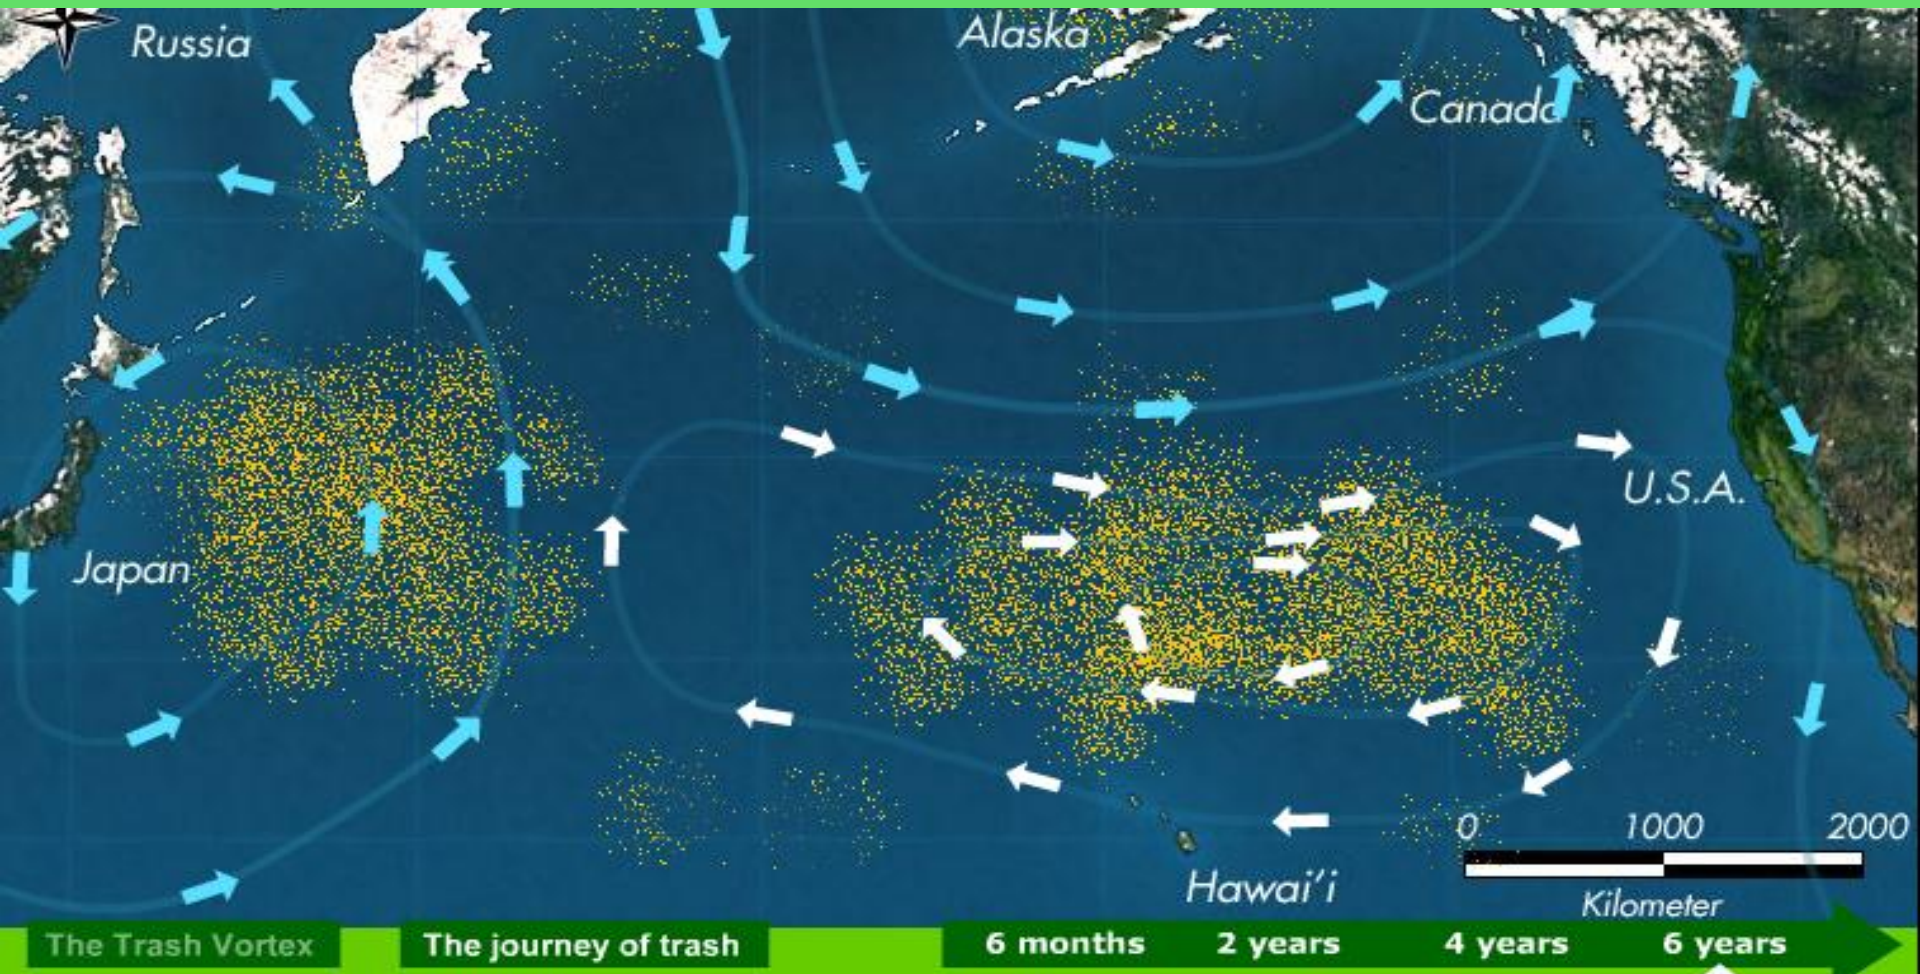 Russia
Alaska
Canada
U.S.A.
Japan
0 1000 2000
Hawai'i
Kilometer
The Trash Vortex The journey of trash 6 months 2 years 4 years 6 years